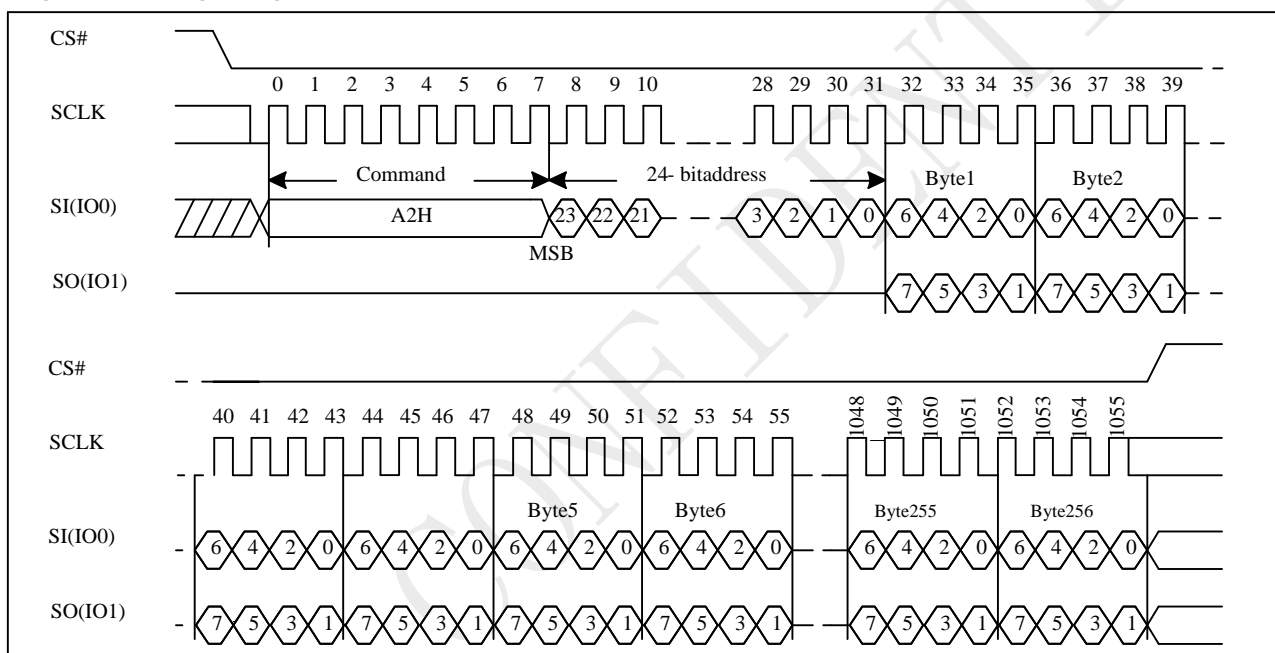 CS#
0 1 2 3 4 5 6 7 8 9 10 28 29 30 31 32 33 34 35 36 37 38 39
SCLK
Command 24- bitaddress Byte1 Byte2
SI(IO0) A2H 23 22 21 3 2 1 0 6 4 2 0 6 4 2 0
MSB
SO(IO1) 7 5 3 1 7 5 3 1
CS#
40 41 42 43 44 45 46 47 48 49 50 51 52 53 54 55 1048 1049 1050 1051 1052 1053 1054 1055
SCLK
Byte5 Byte6 Byte255 Byte256
SI(IO0) 6 4 2 0 6 4 2 0 6 4 2 0 6 4 2 0 6 4 2 0 6 4 2 0
SO(IO1) 7 5 3 1 7 5 3 1 7 5 3 1 7 5 3 1 7 5 3 1 7 5 3 1